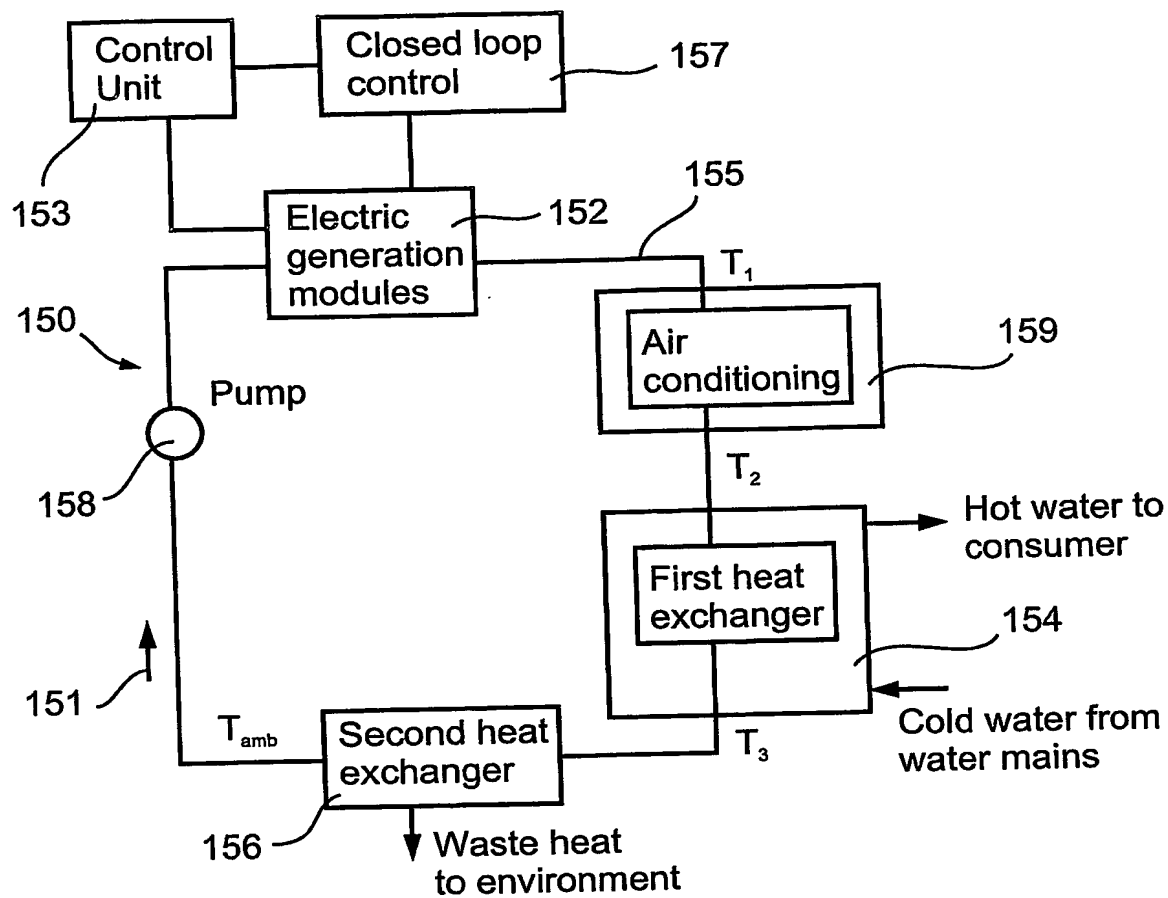 Control
Unit
Closed loop
control
157
153
Electric
generation
modules
152
155
T₁
150
Air
conditioning
159
Pump
158
T₂
Hot water to
consumer
First heat
exchanger
154
151
Cold water from
water mains
T_amb
Second heat
exchanger
T₃
156
Waste heat
to environment